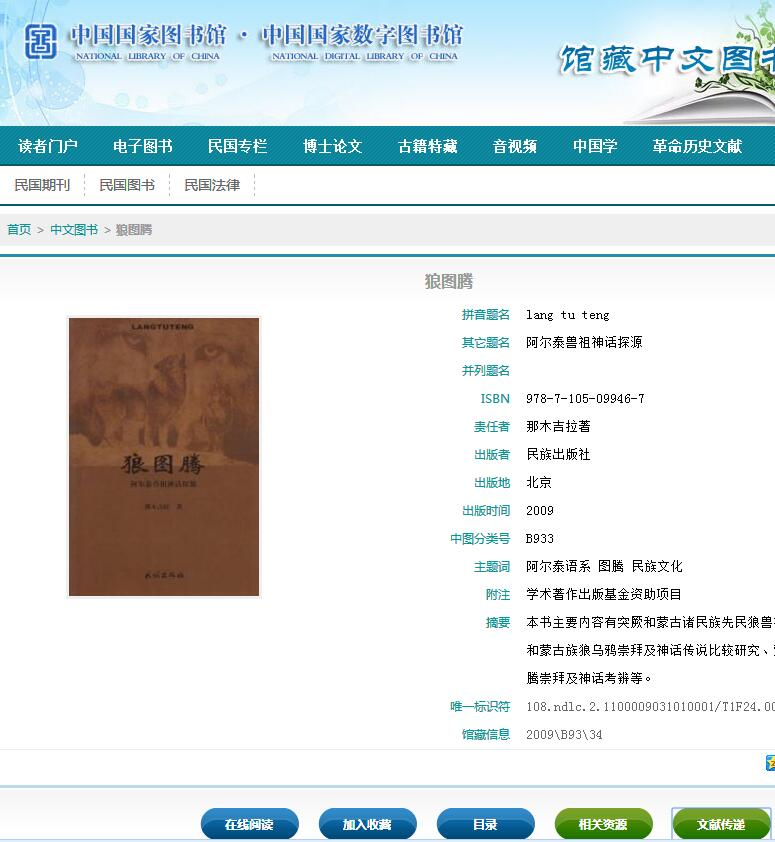 中国国家图书馆 · 中国国家数字图书馆
NATIONAL LIBRARY OF CHINA NATIONAL DIGITAL LIBRARY OF CHINA
馆藏中文图书
读者门户 电子图书 民国专栏 博士论文 古籍特藏 音视频 中国学 革命历史文献
民国期刊 民国图书 民国法律
首页 > 中文图书 > 狼图腾
狼图腾
LANGTUTENG
狼图腾
阿尔泰兽祖神话探源
那木吉拉 著
民族出版社
拼音题名 lang tu teng
其它题名 阿尔泰兽祖神话探源
并列题名
ISBN 978-7-105-09946-7
责任者 那木吉拉著
出版者 民族出版社
出版地 北京
出版时间 2009
中图分类号 B933
主题词 阿尔泰语系 图腾 民族文化
附注 学术著作出版基金资助项目
摘要 本书主要内容有突厥和蒙古诸民族先民狼兽
和蒙古族狼乌鸦崇拜及神话传说比较研究、
腾崇拜及神话考辨等。
唯一标识符 108.ndlc.2.1100009031010001/T1F24.00
馆藏信息 2009\B93\34
在线阅读 加入收藏 目录 相关资源 文献传递